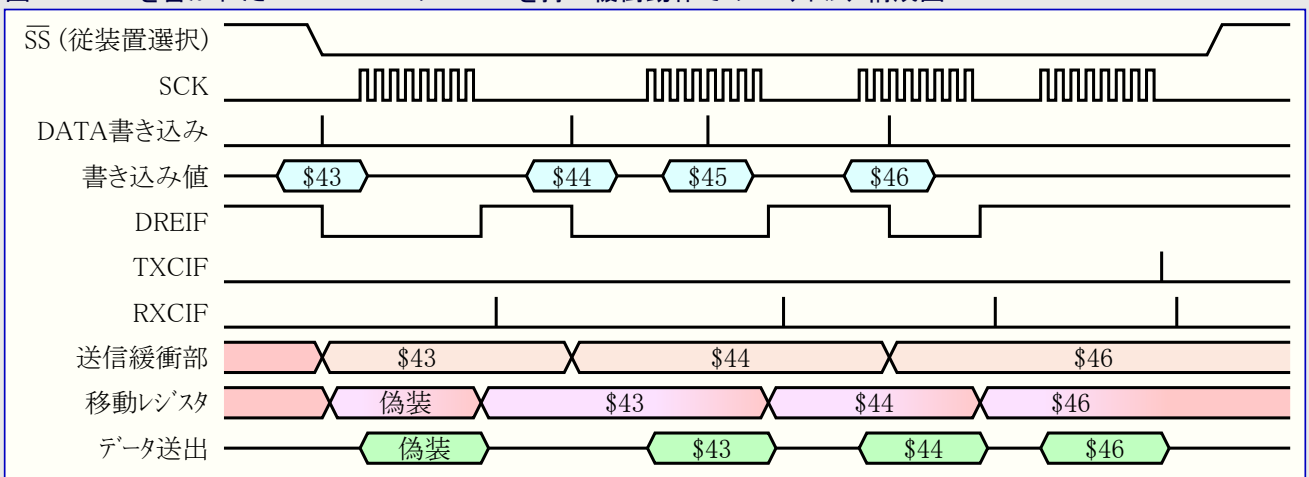 SS (従装置選択)
SCK
DATA書き込み
書き込み値 $43 $44 $45 $46
DREIF
TXCIF
RXCIF
送信緩衝部 $43 $44 $46
移動ﾚｼﾞｽﾀ 偽装 $43 $44 $46
ﾃﾞｰﾀ送出 偽装 $43 $44 $46